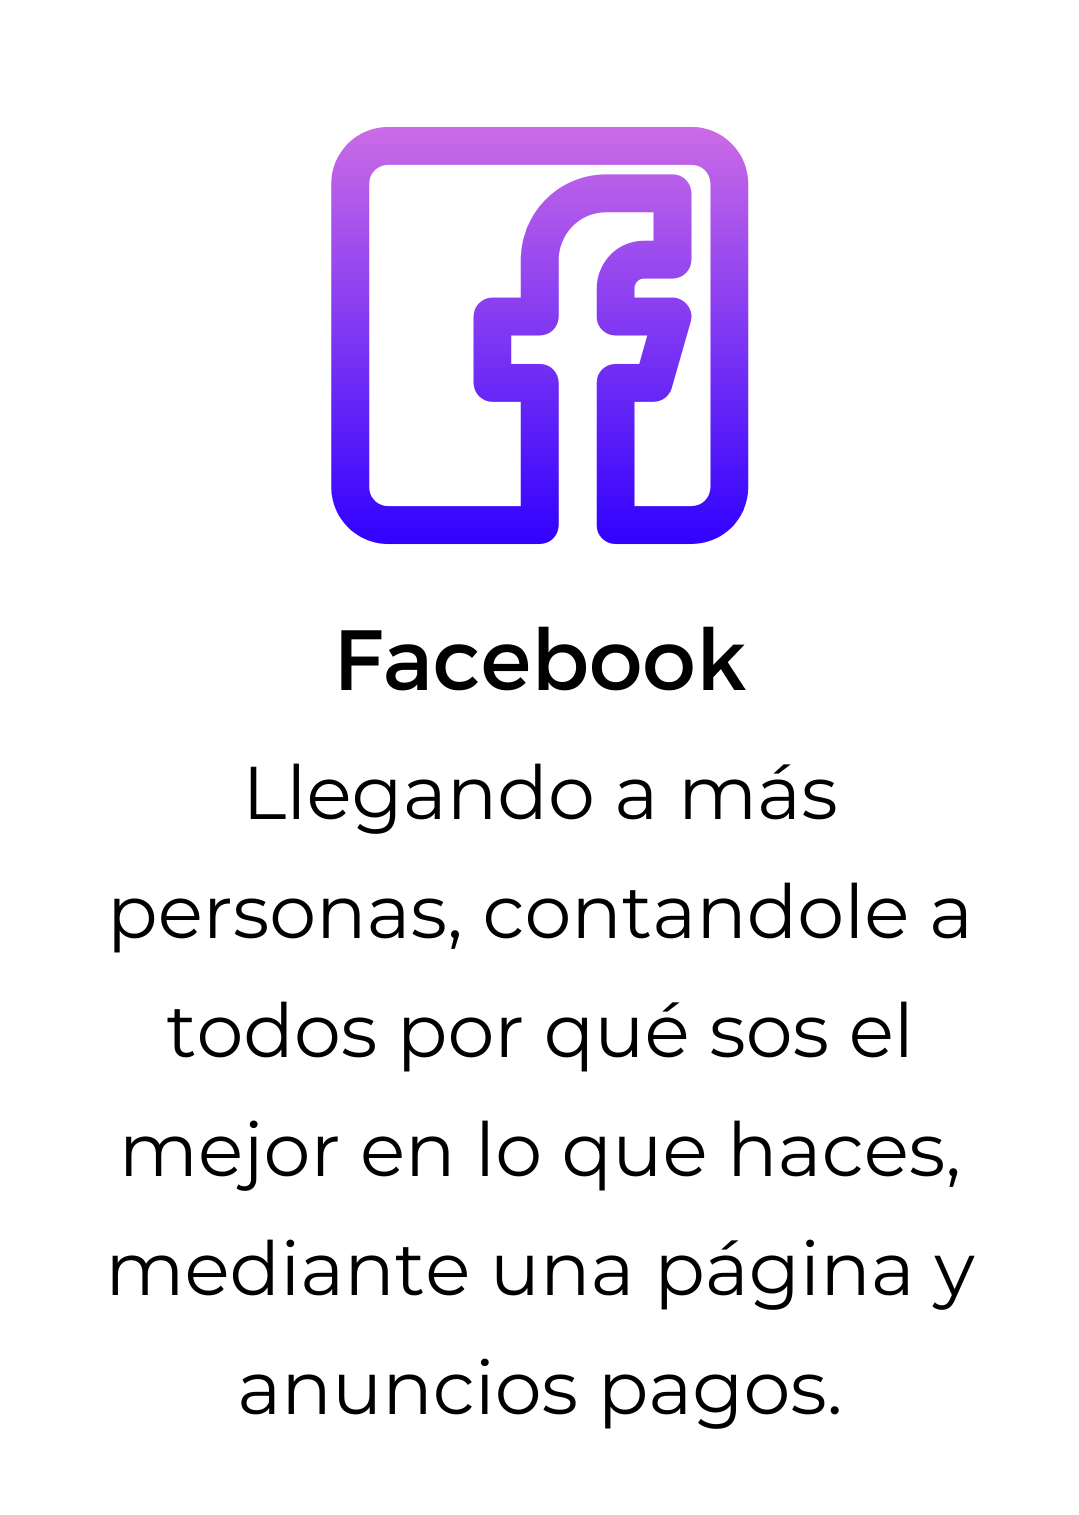 Facebook
Llegando a más
personas, contandole a
todos por qué sos el
mejor en lo que haces,
mediante una página y
anuncios pagos.